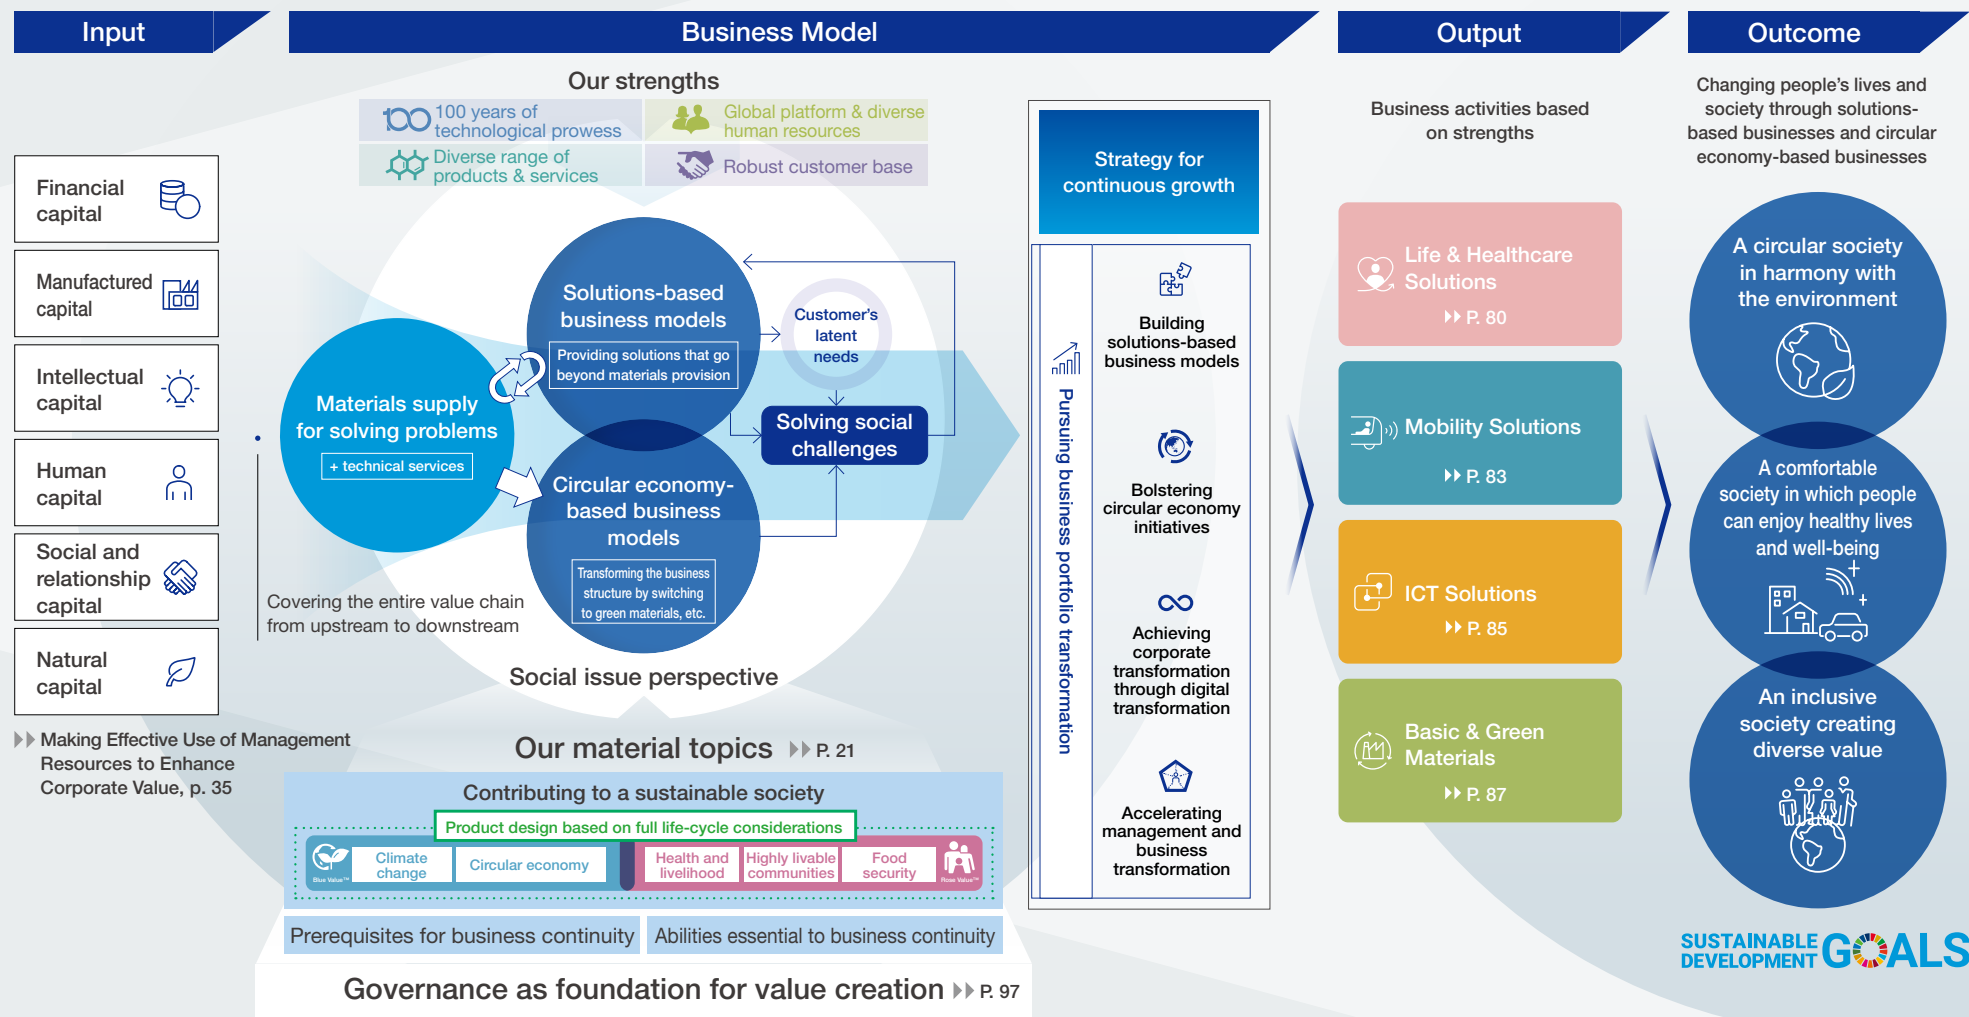 Input
Financial
capital
Manufactured
capital
Intellectual
capital
Human
capital
Social and
relationship
capital
Natural
capital
Making Effective Use of Management
Resources to Enhance
Corporate Value, p. 35
Business Model
Our strengths
100 years of
technological prowess
Global platform & diverse
human resources
Diverse range of
products & services
Robust customer base
Materials supply
for solving problems
+ technical services
Solutions-based
business models
Providing solutions that go
beyond materials provision
Customer's
latent
needs
Solving social
challenges
Circular economy-
based business
models
Transforming the business
structure by switching
to green materials, etc.
Covering the entire value chain
from upstream to downstream
Social issue perspective
Our material topics P. 21
Contributing to a sustainable society
Product design based on full life-cycle considerations
Blue Value™
Climate
change
Circular economy
Health and
livelihood
Highly livable
communities
Food
security
Rose Value™
Prerequisites for business continuity
Abilities essential to business continuity
Governance as foundation for value creation P. 97
Strategy for
continuous growth
Pursuing business portfolio transformation
Building
solutions-based
business models
Bolstering
circular economy
initiatives
Achieving
corporate
transformation
through digital
transformation
Accelerating
management and
business
transformation
Output
Business activities based
on strengths
Life & Healthcare
Solutions
P. 80
Mobility Solutions
P. 83
ICT Solutions
P. 85
Basic & Green
Materials
P. 87
Outcome
Changing people's lives and
society through solutions-
based businesses and circular
economy-based businesses
A circular society
in harmony with
the environment
A comfortable
society in which people
can enjoy healthy lives
and well-being
An inclusive
society creating
diverse value
SUSTAINABLE
DEVELOPMENT
GOALS